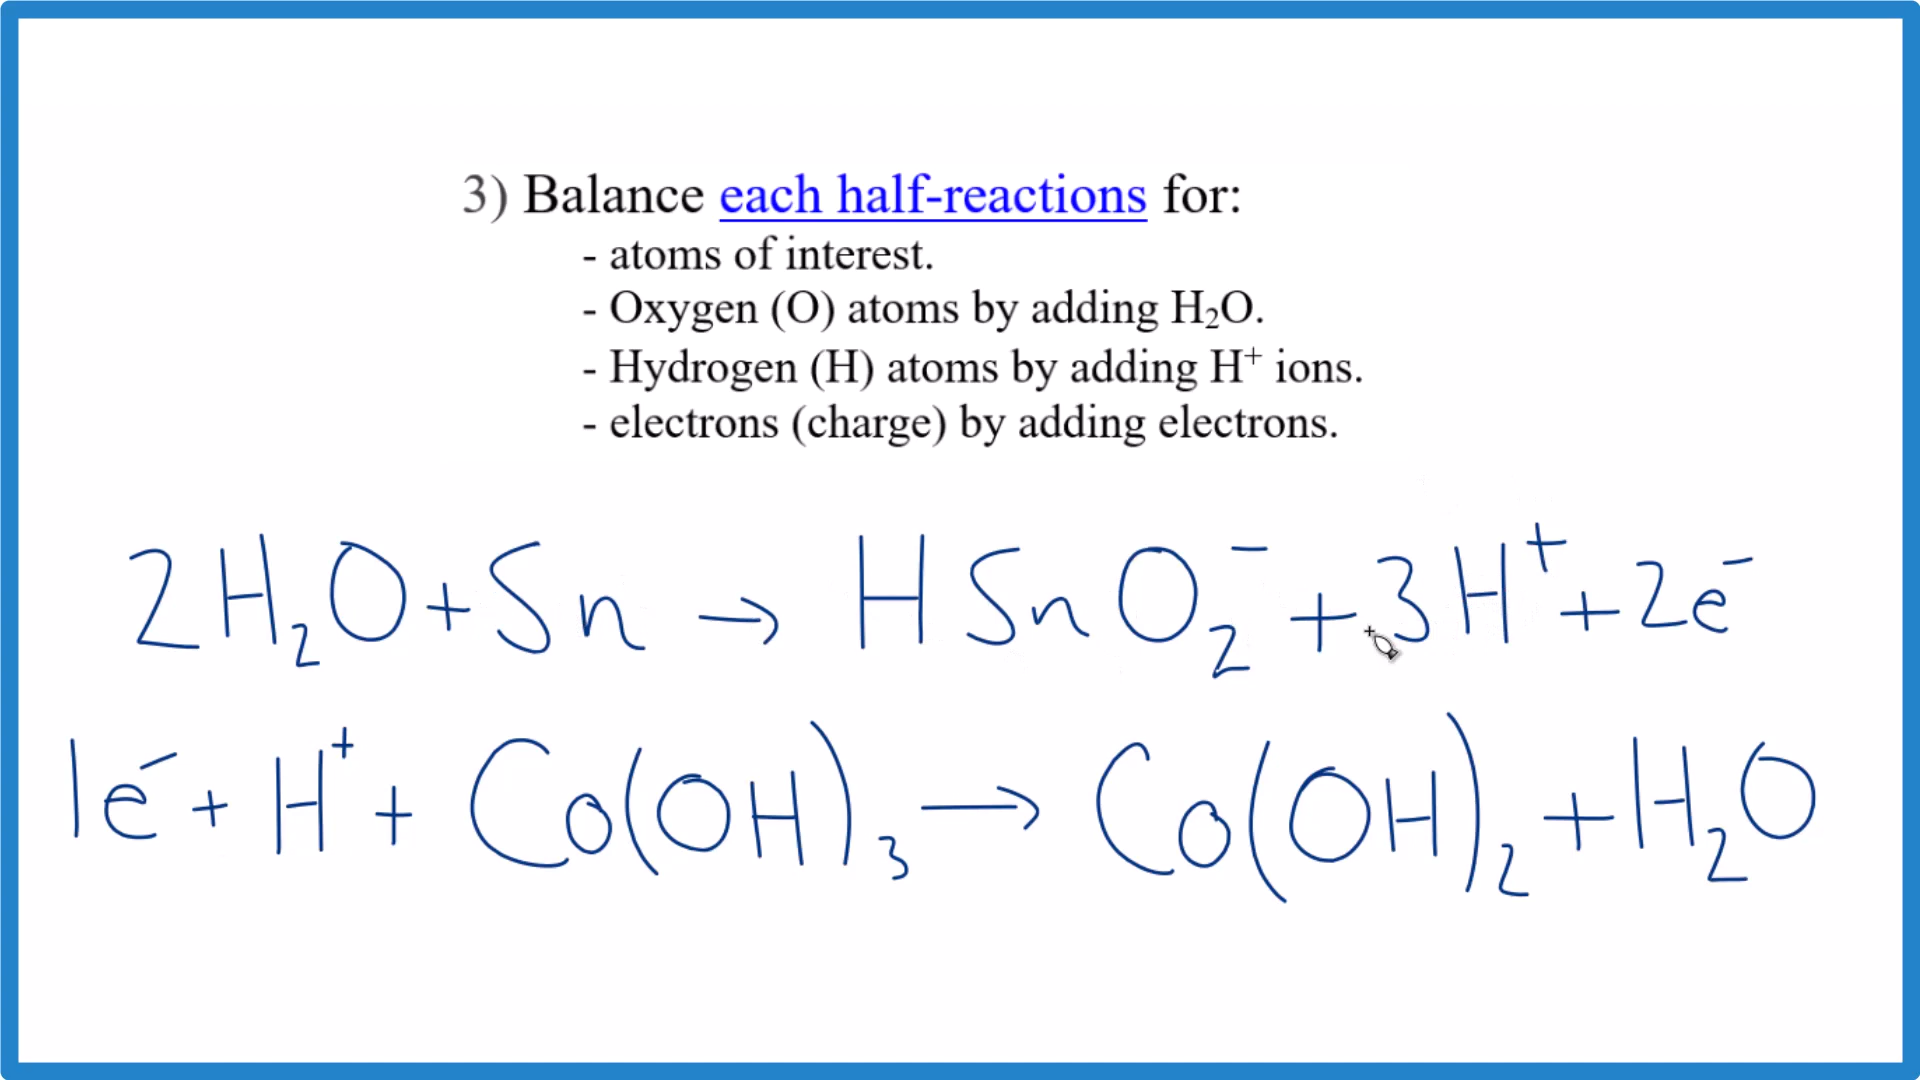 3) Balance each half-reactions for:
- atoms of interest.
- Oxygen (O) atoms by adding H₂O.
- Hydrogen (H) atoms by adding H⁺ ions.
- electrons (charge) by adding electrons.
2H₂O + Sn → HSnO₂⁻ + 3H⁺ + 2e⁻
1e⁻ + H⁺ + Co(OH)₃ → Co(OH)₂ + H₂O